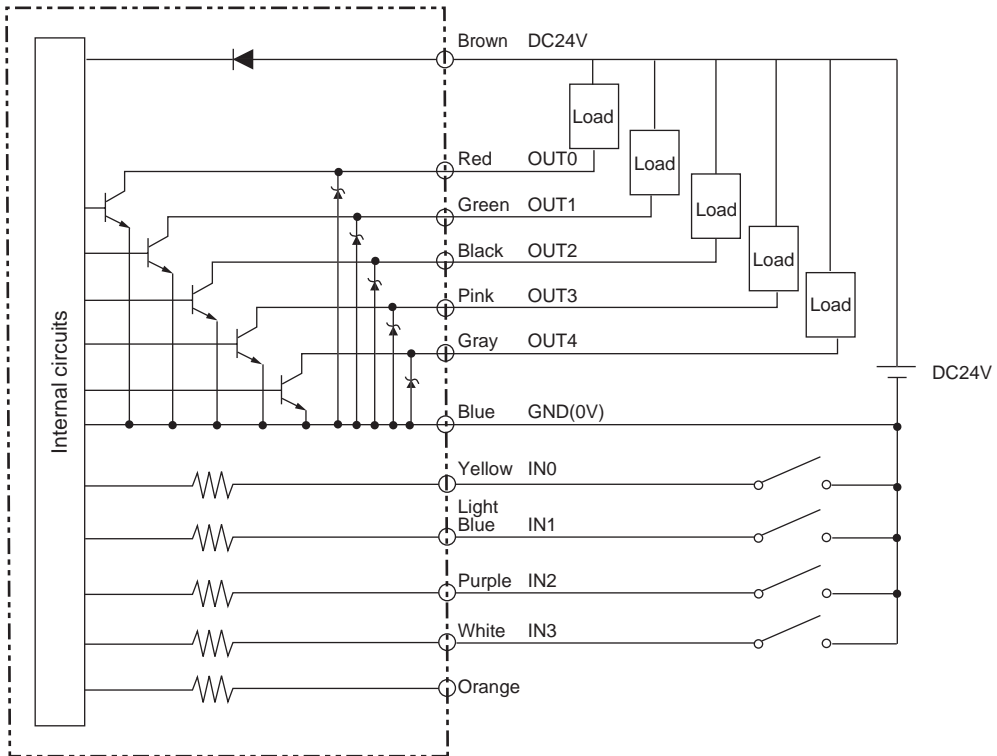 Brown DC24V
Load
Red OUT0
Load
Green OUT1
Load
Black OUT2
Load
Pink OUT3
Load
Gray OUT4
DC24V
Internal circuits
Blue GND(0V)
Yellow IN0
Light
Blue IN1
Purple IN2
White IN3
Orange